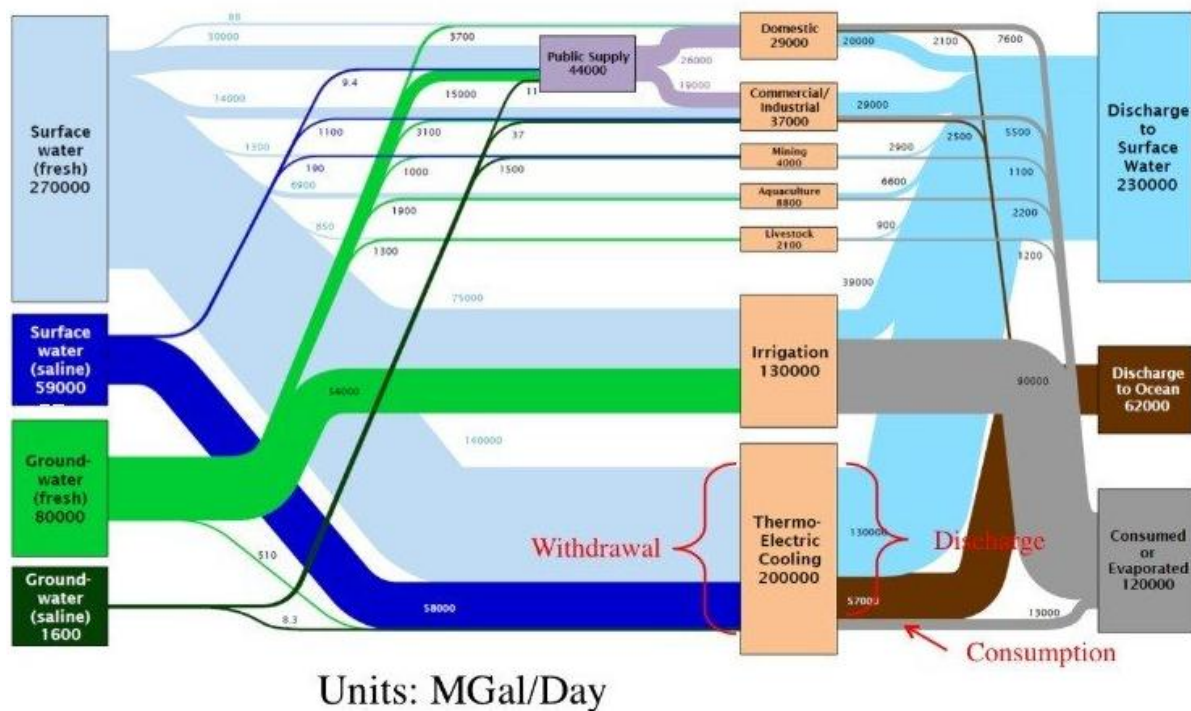 88
30000
3700
Domestic
29000
20000
2100
7600
Public Supply
44000
26000
9.4
11
19000
Commercial/
Industrial
37000
29000
14000
15000
1100
3100
37
2500
5500
Surface
water
(fresh)
270000
Discharge
to
Surface
Water
230000
1300
190
1000
1500
Mining
4000
2900
1100
6900
1900
Aquaculture
8800
6600
2200
850
1300
Livestock
2100
900
1200
75000
39000
Surface
water
(saline)
59000
Irrigation
130000
54000
90000
Discharge
to Ocean
62000
140000
Ground-
water
(fresh)
80000
Withdrawal
Thermo-
Electric
Cooling
200000
130000
Discharge
Consumed
or
Evaporated
120000
510
58000
57000
Ground-
water
(saline)
1600
8.3
13000
Consumption
Units: MGal/Day